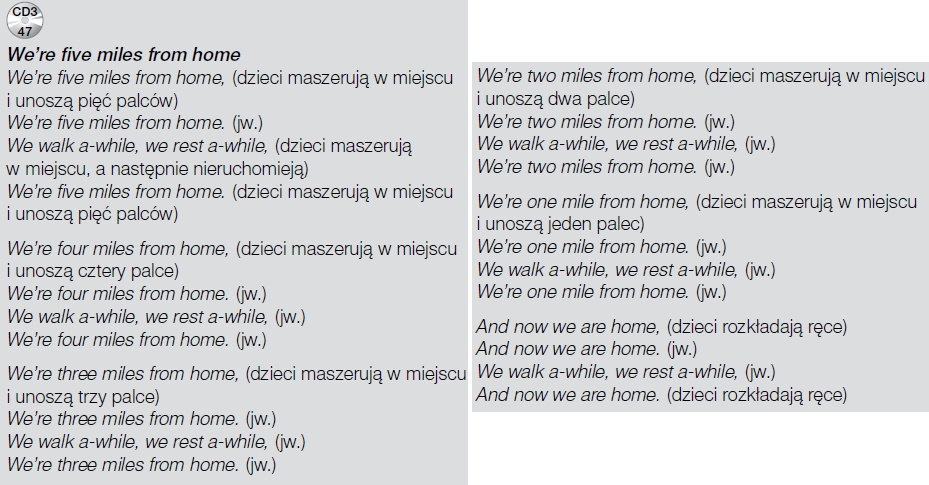 CD3
47
We're five miles from home
We're five miles from home, (dzieci maszerują w miejscu
i unoszą pięć palców)
We're five miles from home. (jw.)
We walk a-while, we rest a-while, (dzieci maszerują
w miejscu, a następnie nieruchomieją)
We're five miles from home. (dzieci maszerują w miejscu
i unoszą pięć palców)
We're four miles from home, (dzieci maszerują w miejscu
i unoszą cztery palce)
We're four miles from home. (jw.)
We walk a-while, we rest a-while, (jw.)
We're four miles from home. (jw.)
We're three miles from home, (dzieci maszerują w miejscu
i unoszą trzy palce)
We're three miles from home. (jw.)
We walk a-while, we rest a-while, (jw.)
We're three miles from home. (jw.)
We're two miles from home, (dzieci maszerują w miejscu
i unoszą dwa palce)
We're two miles from home. (jw.)
We walk a-while, we rest a-while, (jw.)
We're two miles from home. (jw.)
We're one mile from home, (dzieci maszerują w miejscu
i unoszą jeden palec)
We're one mile from home. (jw.)
We walk a-while, we rest a-while, (jw.)
We're one mile from home. (jw.)
And now we are home, (dzieci rozkładają ręce)
And now we are home. (jw.)
We walk a-while, we rest a-while, (jw.)
And now we are home. (dzieci rozkładają ręce)